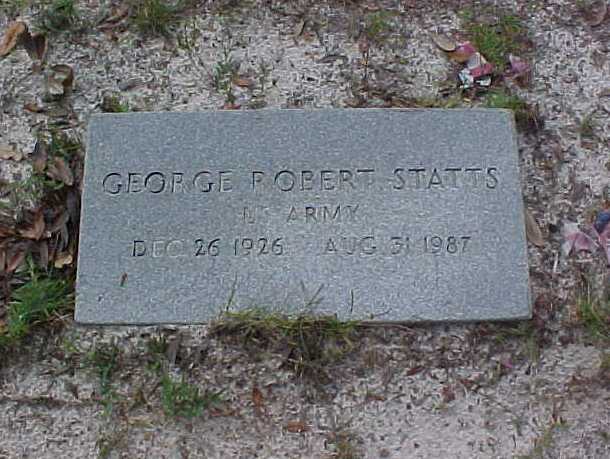 GEORGE ROBERT STATTS
US ARMY
DEC 26 1926 AUG 31 1987